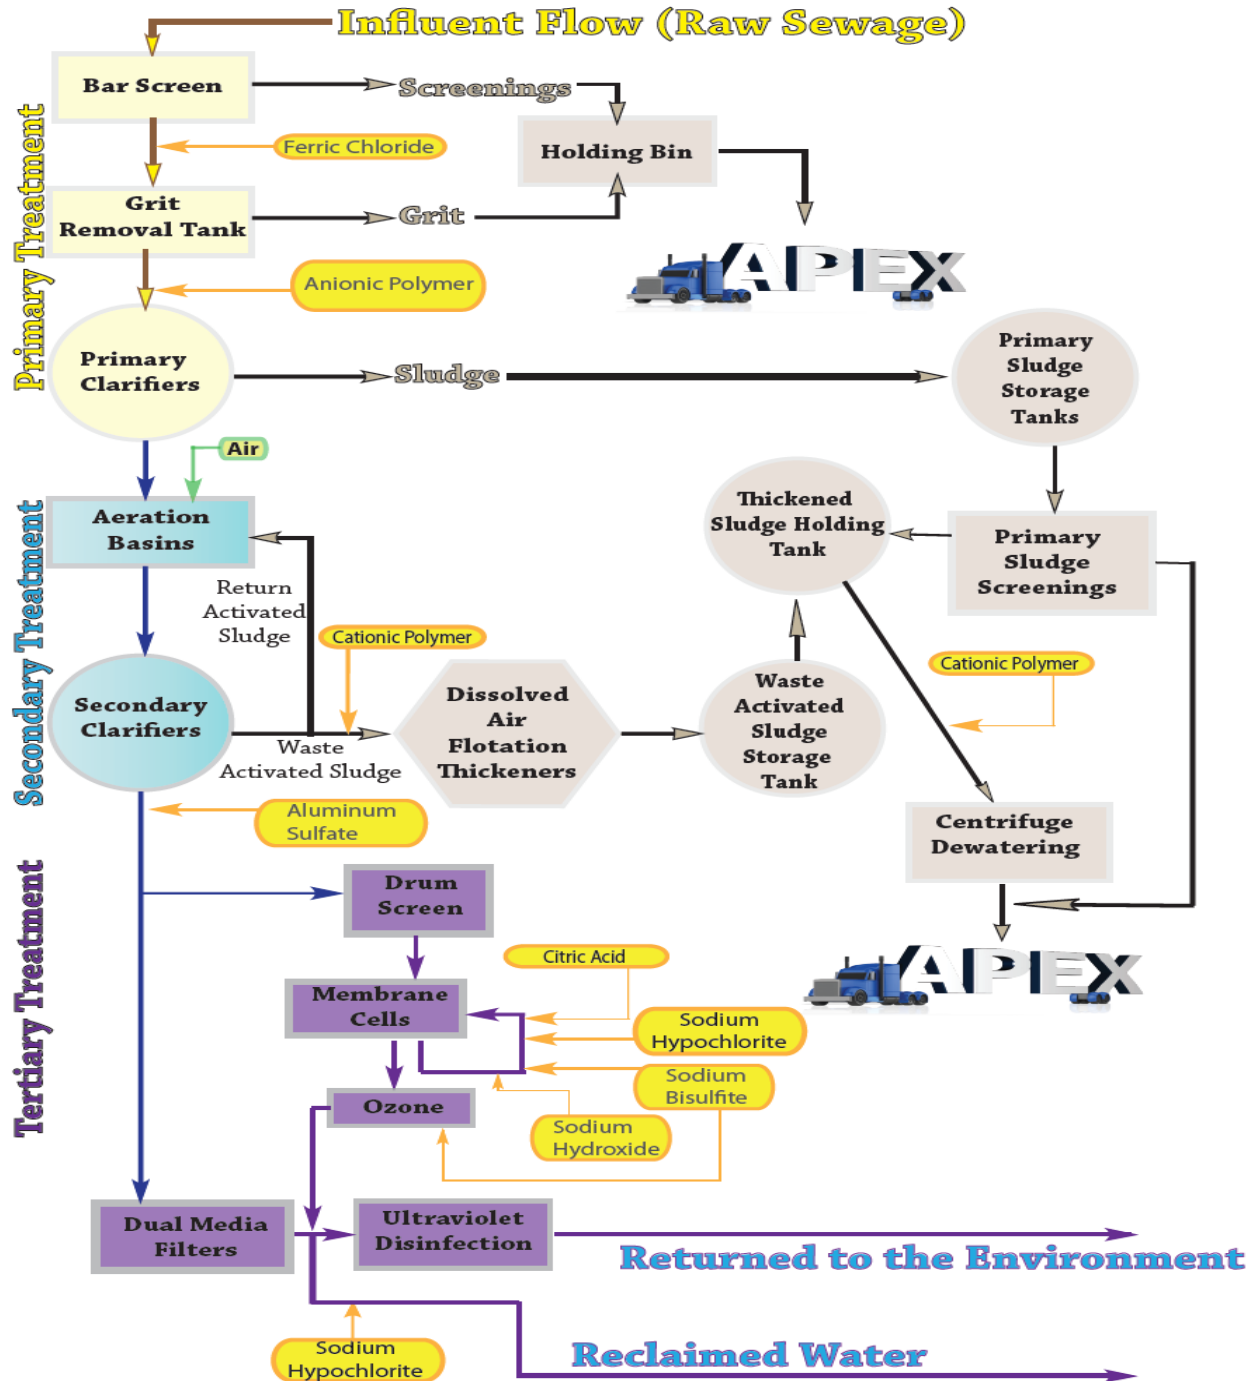 Influent Flow (Raw Sewage)
Primary Treatment
Bar Screen
Screenings
Ferric Chloride
Holding Bin
Grit
Removal Tank
Grit
Anionic Polymer
APEX
Primary
Clarifiers
Sludge
Primary
Sludge
Storage
Tanks
Secondary Treatment
Air
Aeration
Basins
Thickened
Sludge Holding
Tank
Primary
Sludge
Screenings
Return
Activated
Sludge
Cationic Polymer
Cationic Polymer
Secondary
Clarifiers
Waste
Activated Sludge
Dissolved
Air
Flotation
Thickeners
Waste
Activated
Sludge
Storage
Tank
Aluminum
Sulfate
Centrifuge
Dewatering
Tertiary Treatment
Drum
Screen
Citric Acid
APEX
Membrane
Cells
Sodium
Hypochlorite
Sodium
Bisulfite
Ozone
Sodium
Hydroxide
Dual Media
Filters
Ultraviolet
Disinfection
Returned to the Environment
Sodium
Hypochlorite
Reclaimed Water